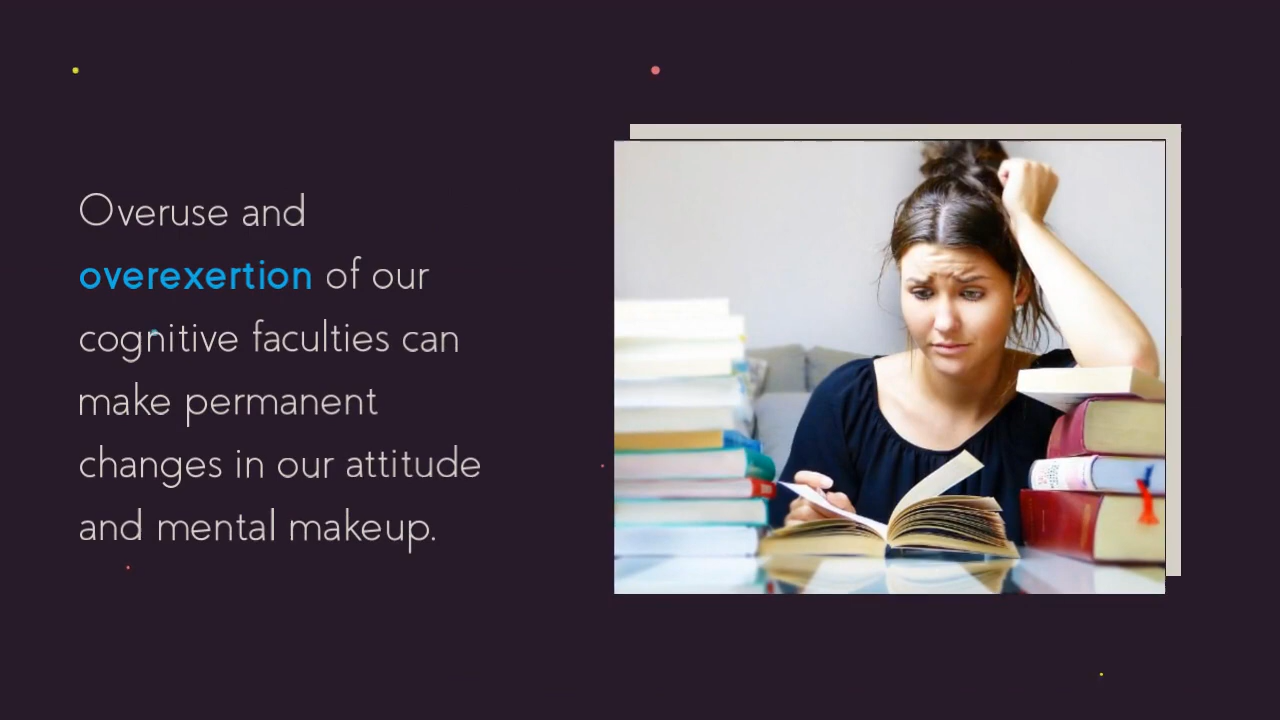 Overuse and
overexertion of our
cognitive faculties can
make permanent
changes in our attitude
and mental makeup.